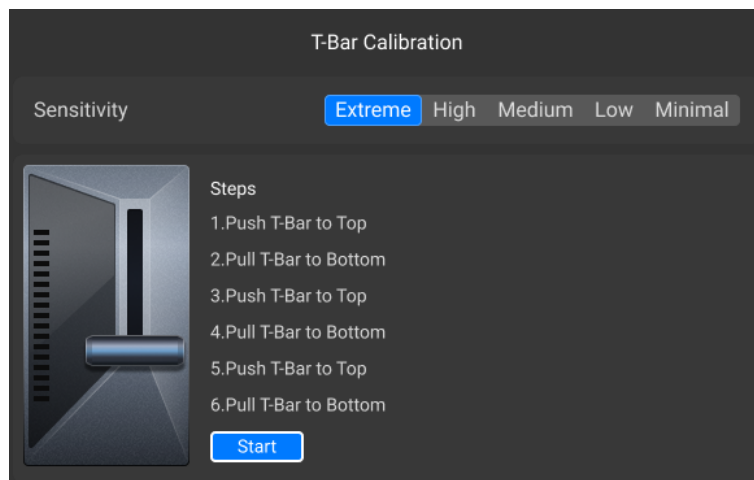 T-Bar Calibration
Sensitivity Extreme High Medium Low Minimal
Steps
1.Push T-Bar to Top
2.Pull T-Bar to Bottom
3.Push T-Bar to Top
4.Pull T-Bar to Bottom
5.Push T-Bar to Top
6.Pull T-Bar to Bottom
Start